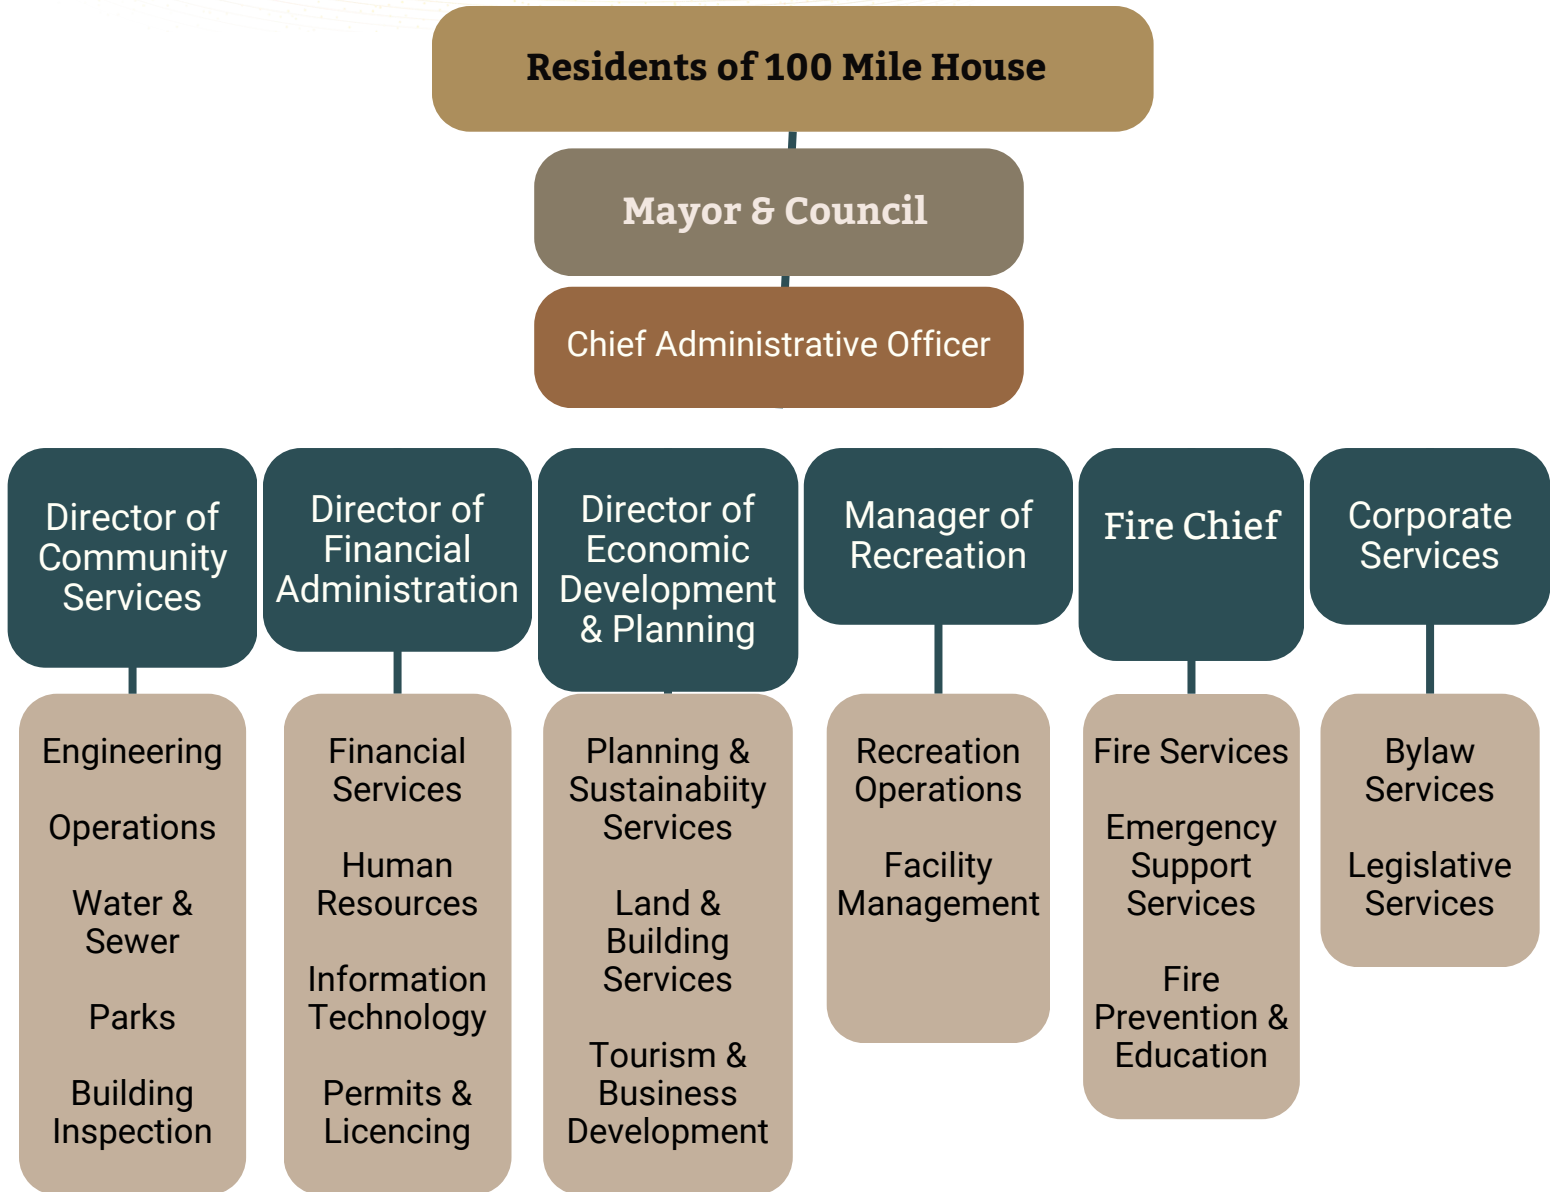 Residents of 100 Mile House
Mayor & Council
Chief Administrative Officer
Director of
Community
Services
Director of
Financial
Administration
Director of
Economic
Development
& Planning
Manager of
Recreation
Fire Chief
Corporate
Services
Engineering
Operations
Water &
Sewer
Parks
Building
Inspection
Financial
Services
Human
Resources
Information
Technology
Permits &
Licencing
Planning &
Sustainabiity
Services
Land &
Building
Services
Tourism &
Business
Development
Recreation
Operations
Facility
Management
Fire Services
Emergency
Support
Services
Fire
Prevention &
Education
Bylaw
Services
Legislative
Services